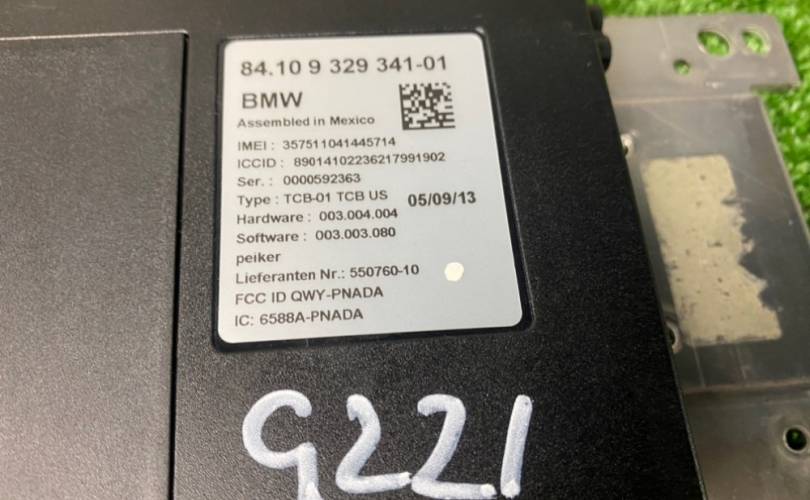 84.10 9 329 341-01
BMW
Assembled in Mexico
IMEI : 357511041445714
ICCID : 89014102236217991902
Ser. : 0000592363
Type : TCB-01 TCB US 05/09/13
Hardware : 003.004.004
Software : 003.003.080
peiker
Lieferanten Nr.: 550760-10
FCC ID QWY-PNADA
IC: 6588A-PNADA
G221